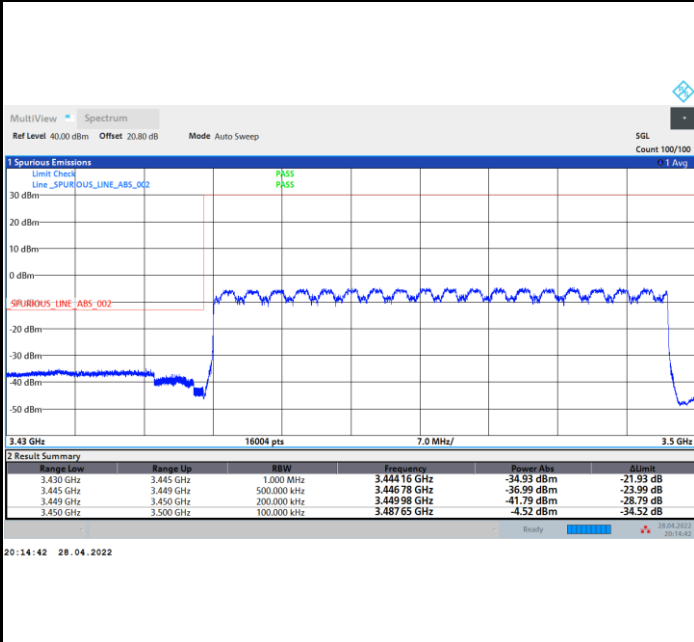 MultiView Spectrum
Ref Level 40.00 dBm Offset 20.80 dB Mode Auto Sweep SGL
Count 100/100
1 Spurious Emissions 1 Avg
Limit Check PASS
Line _SPURIOUS_LINE_ABS_002 PASS
30 dBm
20 dBm
10 dBm
0 dBm
_SPURIOUS_LINE_ABS_002
-20 dBm
-30 dBm
-40 dBm
-50 dBm
3.43 GHz 16004 pts 7.0 MHz/ 3.5 GHz
2 Result Summary
Range Low Range Up RBW Frequency Power Abs ΔLimit
3.430 GHz 3.445 GHz 1.000 MHz 3.444 16 GHz -34.93 dBm -21.93 dB
3.445 GHz 3.449 GHz 500.000 kHz 3.446 78 GHz -36.99 dBm -23.99 dB
3.449 GHz 3.450 GHz 200.000 kHz 3.449 98 GHz -41.79 dBm -28.79 dB
3.450 GHz 3.500 GHz 100.000 kHz 3.487 65 GHz -4.52 dBm -34.52 dB
Ready 28.04.2022
20:14:42
20:14:42 28.04.2022